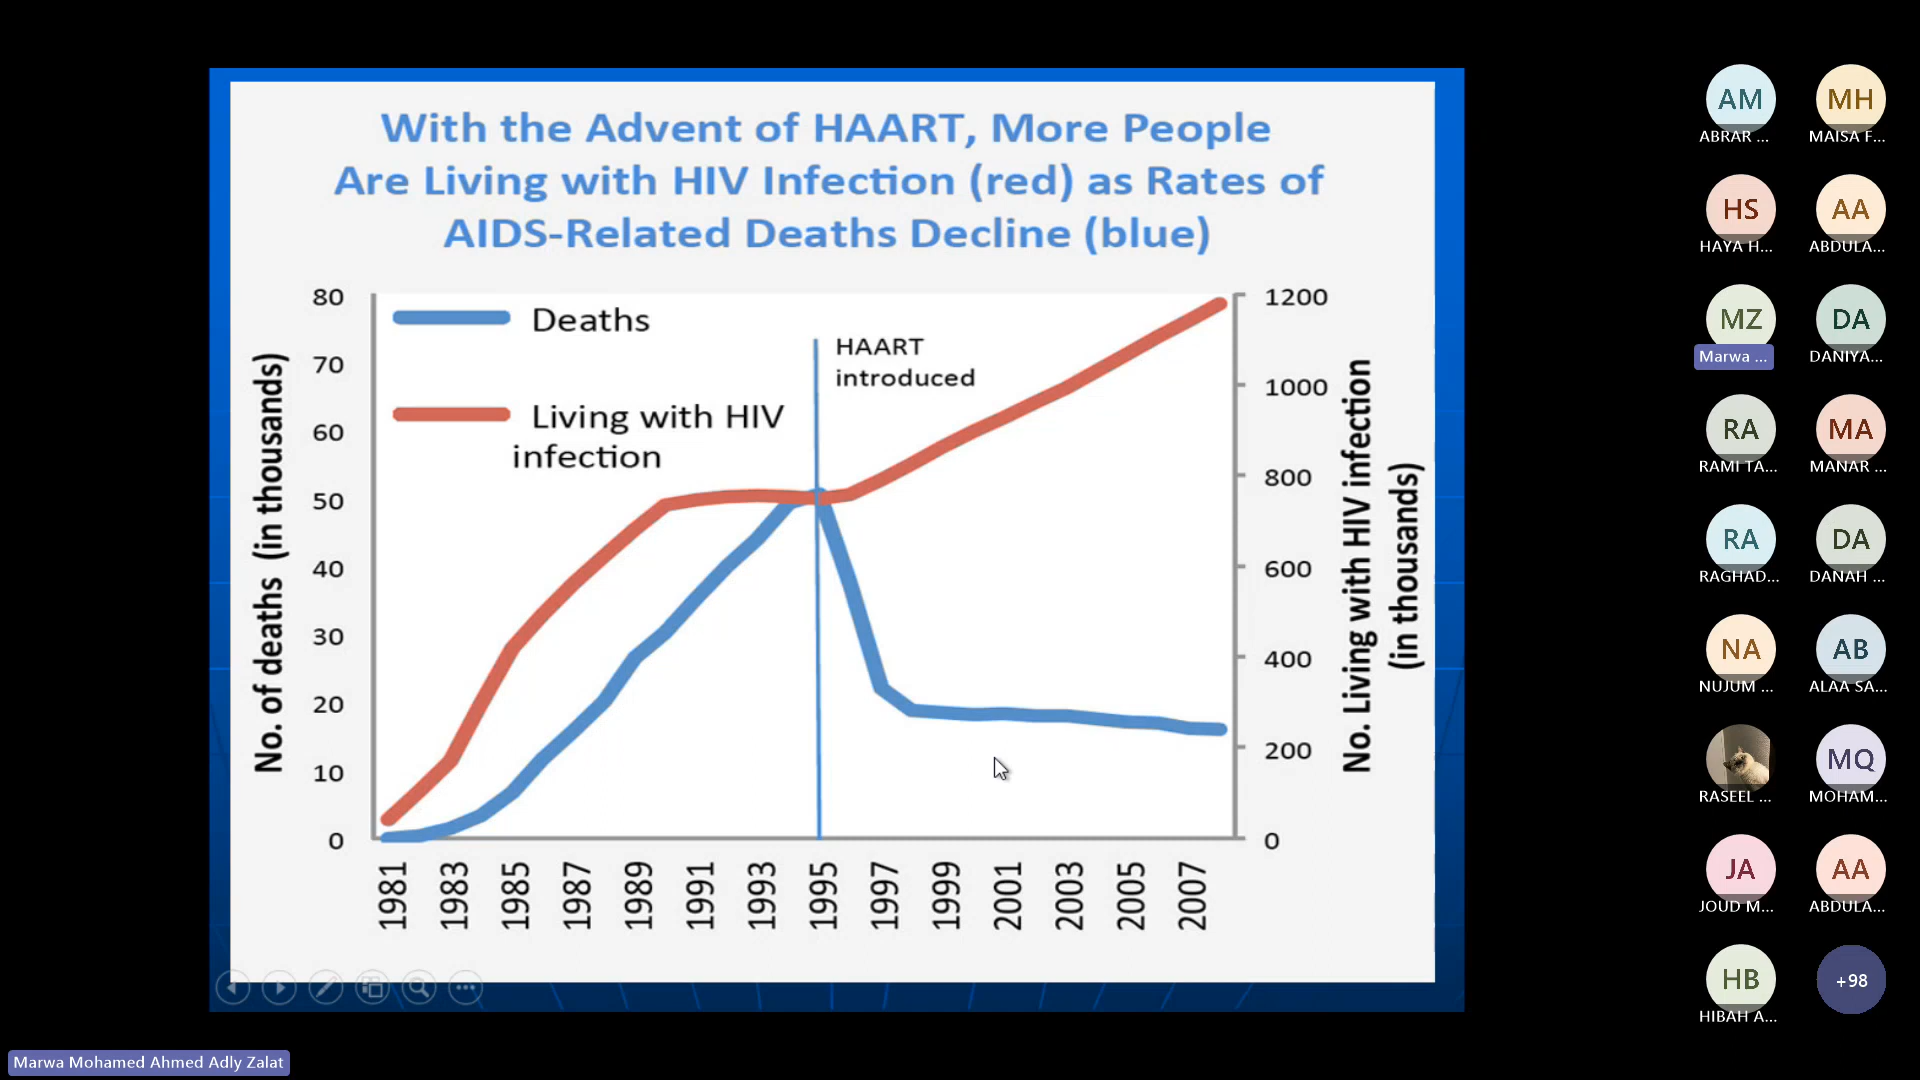 With the Advent of HAART, More People
Are Living with HIV Infection (red) as Rates of
AIDS-Related Deaths Decline (blue)
No. of deaths (in thousands)
80
70
60
50
40
30
20
10
0
Deaths
Living with HIV
infection
HAART
introduced
1200
1000
800
600
400
200
0
No. Living with HIV infection
(in thousands)
1981
1983
1985
1987
1989
1991
1993
1995
1997
1999
2001
2003
2005
2007
AM
ABRAR ...
MH
MAISA F...
HS
HAYA H...
AA
ABDULA...
MZ
Marwa ...
DA
DANIYA...
RA
RAMI TA...
MA
MANAR ...
RA
RAGHAD...
DA
DANAH ...
NA
NUJUM ...
AB
ALAA SA...
RASEEL ...
MQ
MOHAM...
JA
JOUD M...
AA
ABDULA...
HB
HIBAH A...
+98
Marwa Mohamed Ahmed Adly Zalat